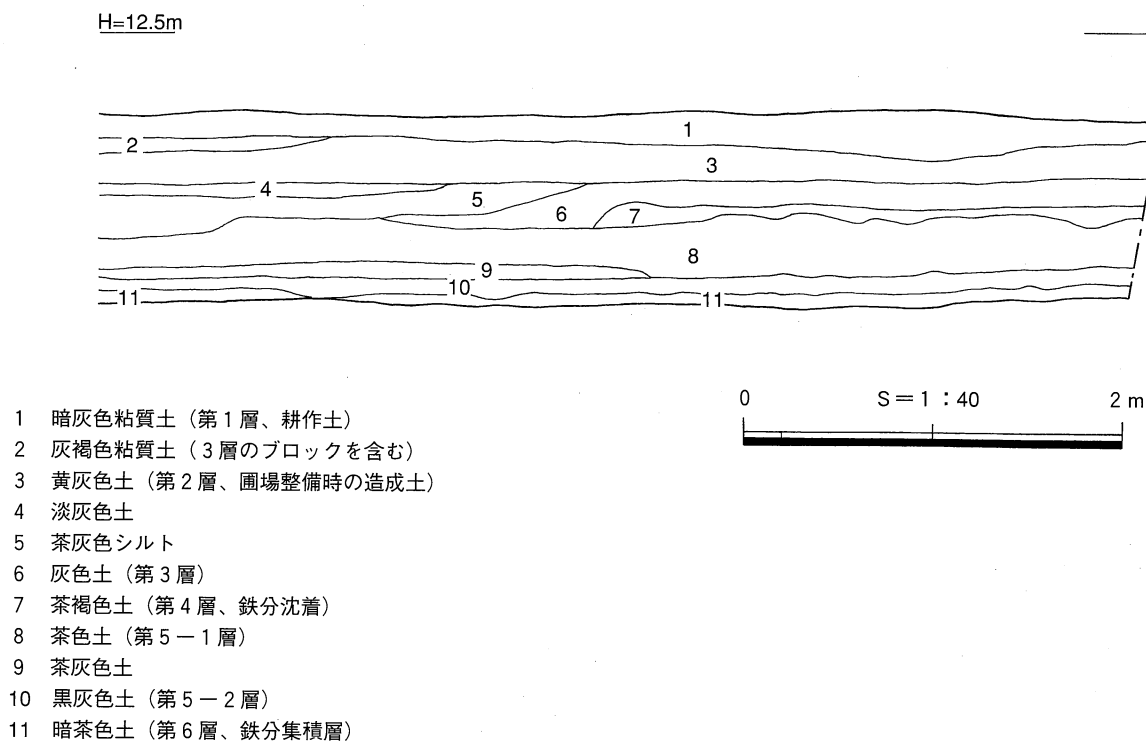 H=12.5m
1
2
3
4
5
6
7
8
9
10
11
11
0 S＝1：40 2 m
1 暗灰色粘質土（第１層、耕作土）
2 灰褐色粘質土（３層のブロックを含む）
3 黄灰色土（第２層、圃場整備時の造成土）
4 淡灰色土
5 茶灰色シルト
6 灰色土（第３層）
7 茶褐色土（第４層、鉄分沈着）
8 茶色土（第５－１層）
9 茶灰色土
10 黒灰色土（第５－２層）
11 暗茶色土（第６層、鉄分集積層）